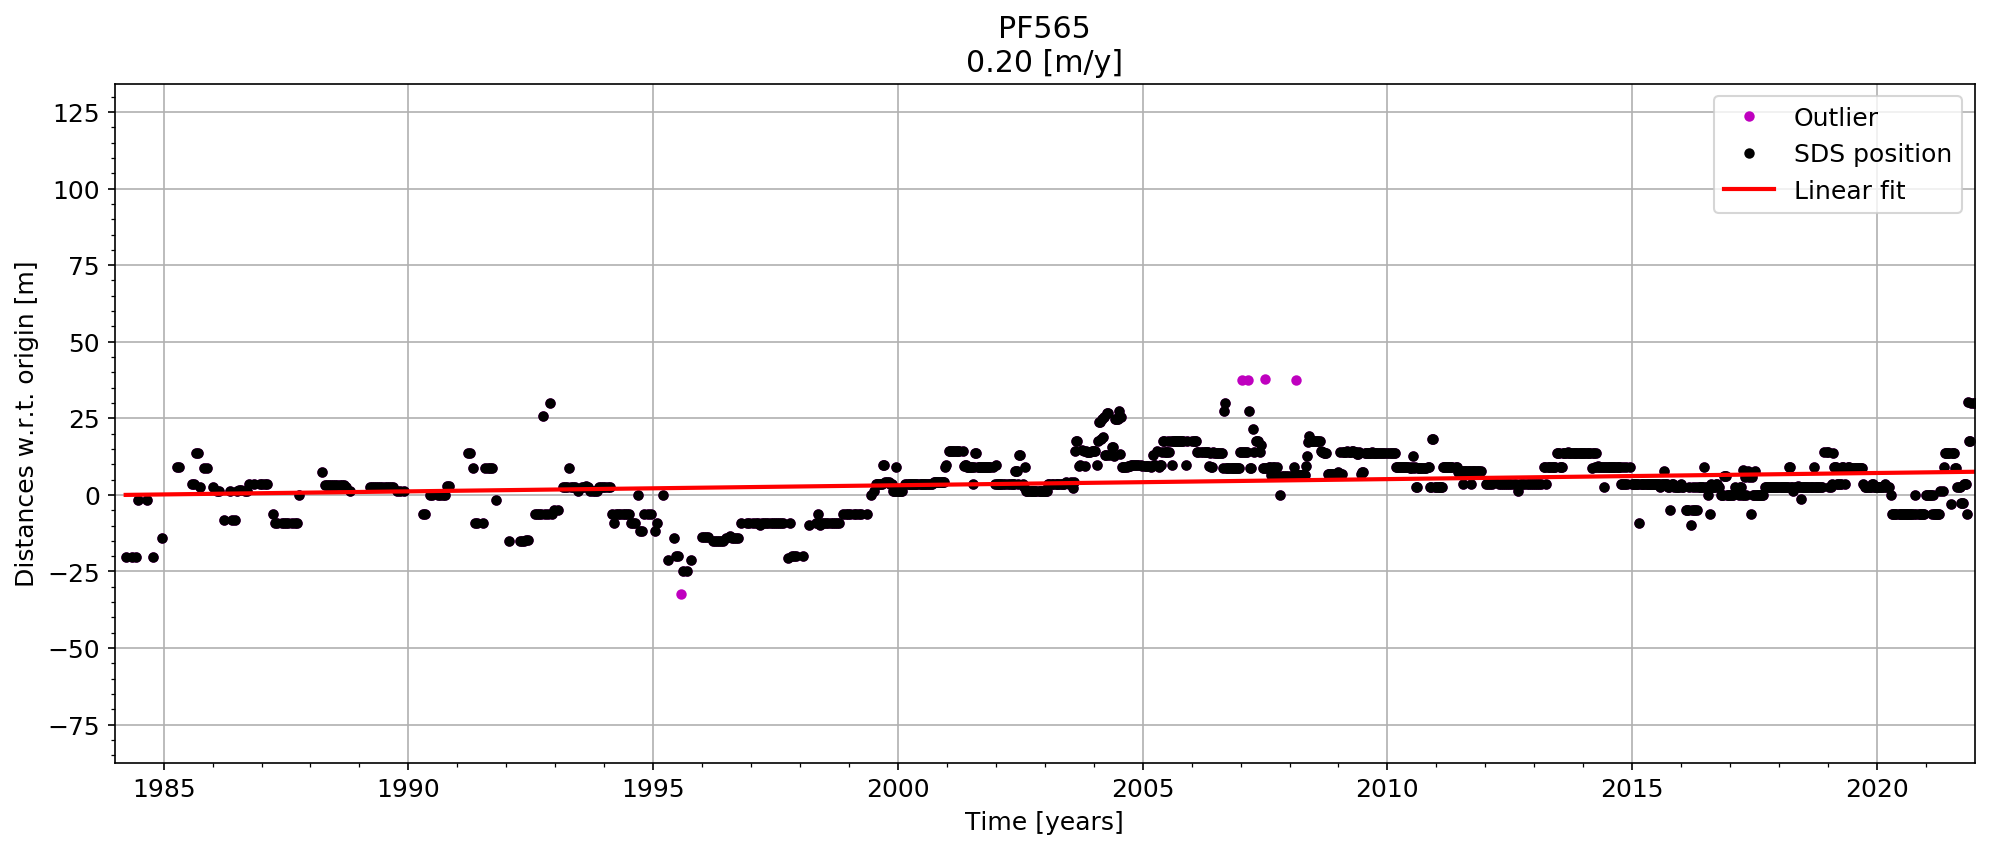 PF565
0.20 [m/y]
Outlier
SDS position
Linear fit
Distances w.r.t. origin [m]
125
100
75
50
25
0
−25
−50
−75
1985 1990 1995 2000 2005 2010 2015 2020
Time [years]